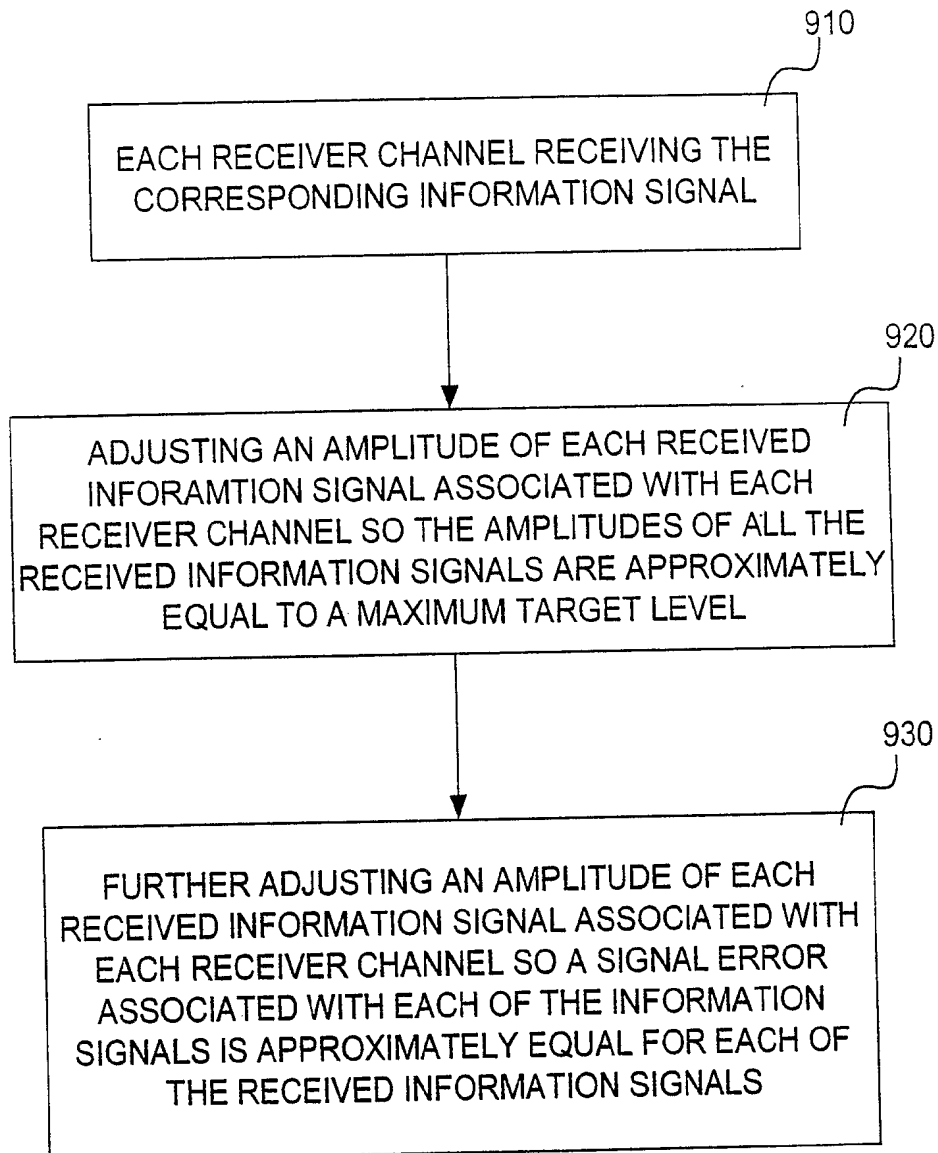 910
EACH RECEIVER CHANNEL RECEIVING THE
CORRESPONDING INFORMATION SIGNAL
920
ADJUSTING AN AMPLITUDE OF EACH RECEIVED
INFORAMTION SIGNAL ASSOCIATED WITH EACH
RECEIVER CHANNEL SO THE AMPLITUDES OF ALL THE
RECEIVED INFORMATION SIGNALS ARE APPROXIMATELY
EQUAL TO A MAXIMUM TARGET LEVEL
930
FURTHER ADJUSTING AN AMPLITUDE OF EACH
RECEIVED INFORMATION SIGNAL ASSOCIATED WITH
EACH RECEIVER CHANNEL SO A SIGNAL ERROR
ASSOCIATED WITH EACH OF THE INFORMATION
SIGNALS IS APPROXIMATELY EQUAL FOR EACH OF
THE RECEIVED INFORMATION SIGNALS